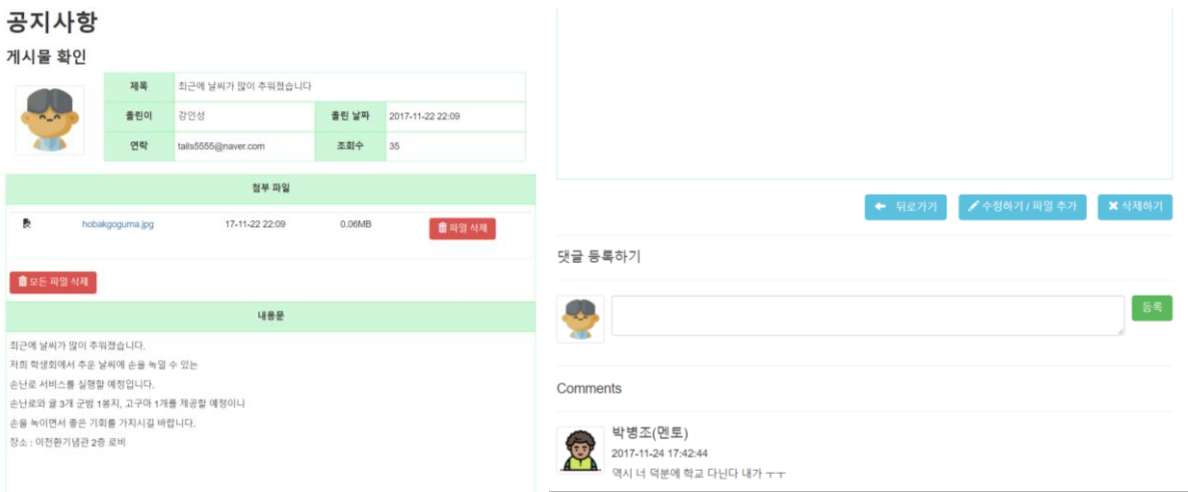 공지사항
게시물 확인
제목 최근에 날씨가 많이 추워졌습니다
올린이 강인성 올린 날짜 2017-11-22 22:09
연락 tails5555@naver.com 조회수 35
첨부 파일
hobakgoguma.jpg 17-11-22 22:09 0.06MB 파일 삭제
모든 파일 삭제
내용문
최근에 날씨가 많이 추워졌습니다.
저희 학생회에서 추운 날씨에 손을 녹일 수 있는
손난로 서비스를 실행할 예정입니다.
손난로와 귤 3개 군밤 1봉지, 고구마 1개를 제공할 예정이니
손을 녹이면서 좋은 기회를 가지시길 바랍니다.
장소 : 이천환기념관 2층 로비
뒤로가기 수정하기 / 파일 추가 삭제하기
댓글 등록하기
등록
Comments
박병조(멘토)
2017-11-24 17:42:44
역시 너 덕분에 학교 다닌다 내가 ㅜㅜ